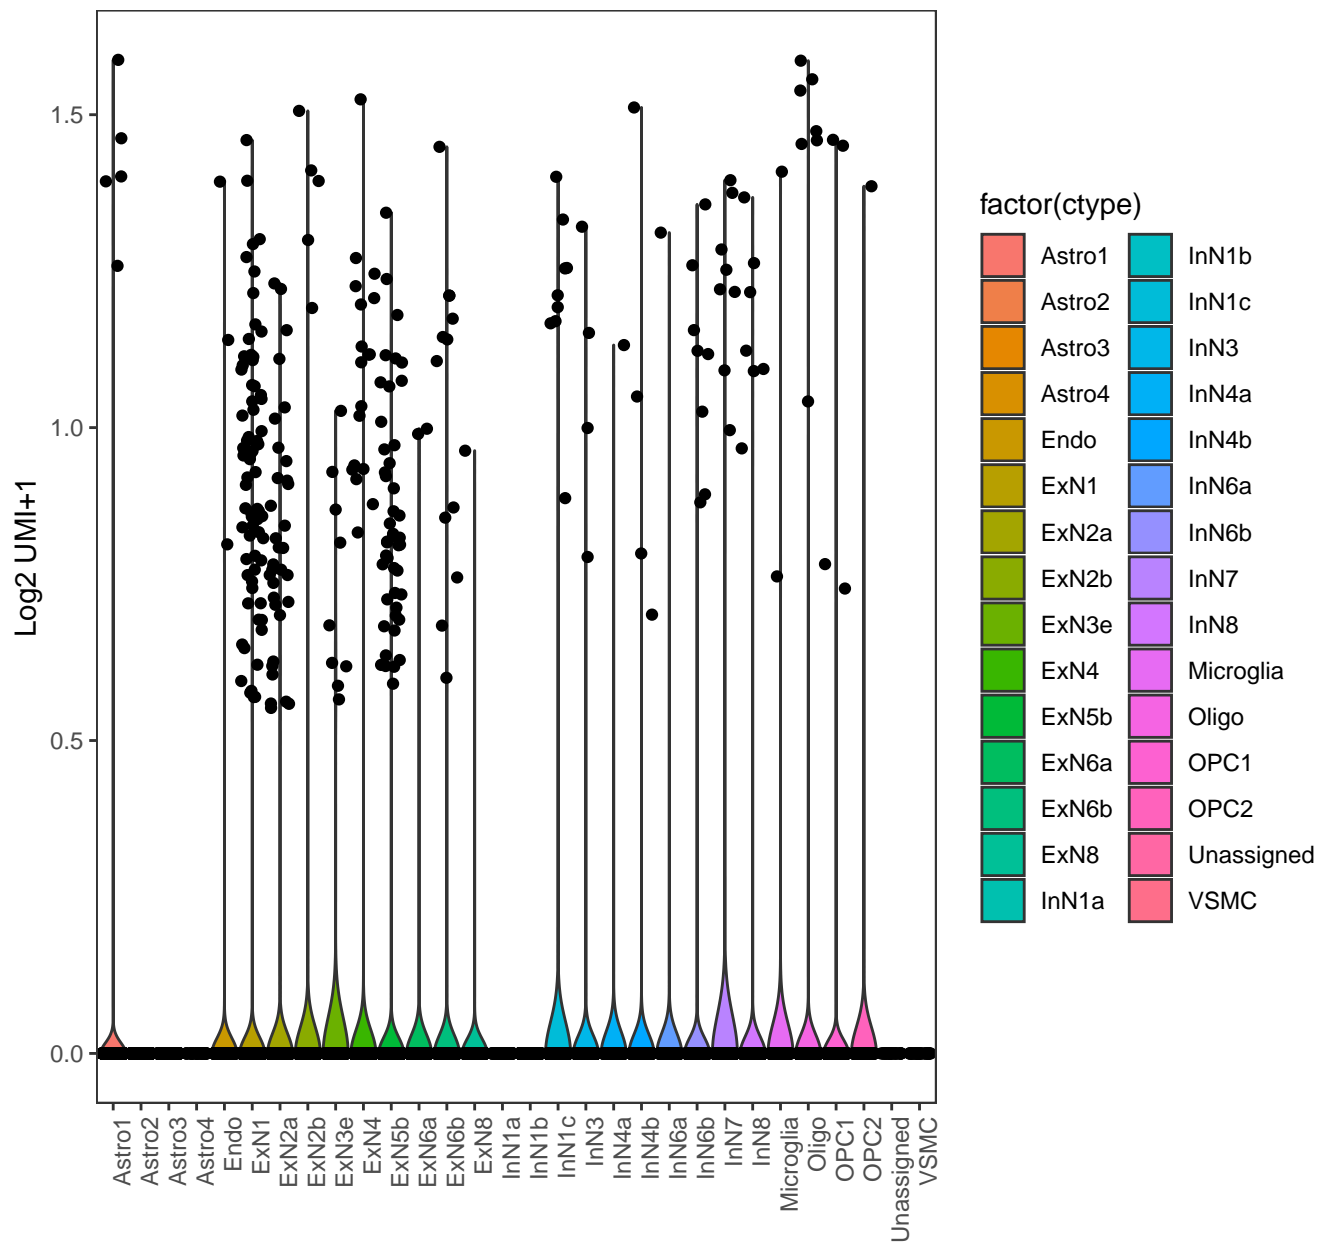 Log2 UMI+1
1.5
1.0
0.5
0.0
Astro1
Astro2
Astro3
Astro4
Endo
ExN1
ExN2a
ExN2b
ExN3e
ExN4
ExN5b
ExN6a
ExN6b
ExN8
InN1a
InN1b
InN1c
InN3
InN4a
InN4b
InN6a
InN6b
InN7
InN8
Microglia
Oligo
OPC1
OPC2
Unassigned
VSMC
factor(ctype)
Astro1
Astro2
Astro3
Astro4
Endo
ExN1
ExN2a
ExN2b
ExN3e
ExN4
ExN5b
ExN6a
ExN6b
ExN8
InN1a
InN1b
InN1c
InN3
InN4a
InN4b
InN6a
InN6b
InN7
InN8
Microglia
Oligo
OPC1
OPC2
Unassigned
VSMC